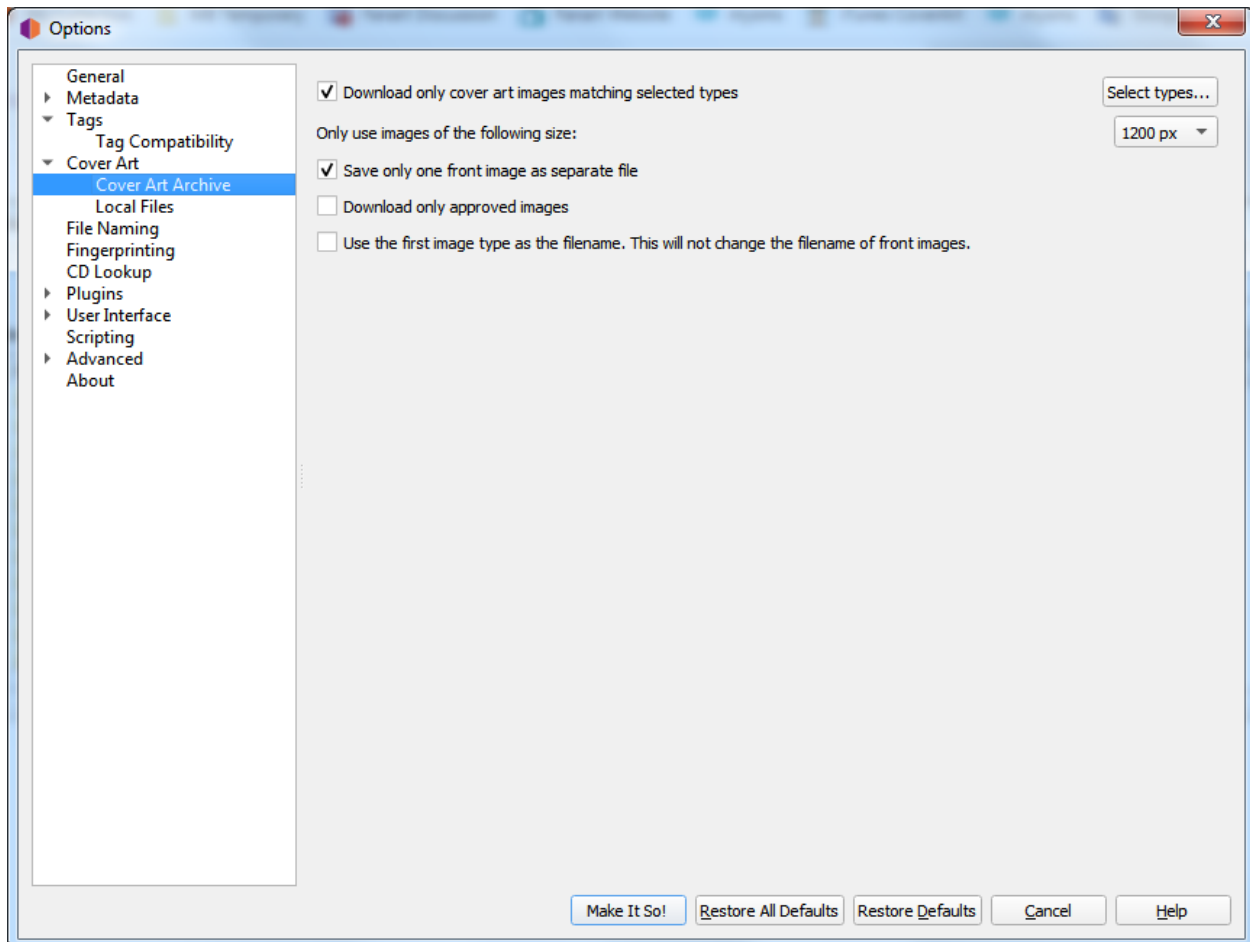 Options
General
Metadata
Tags
Tag Compatibility
Cover Art
Cover Art Archive
Local Files
File Naming
Fingerprinting
CD Lookup
Plugins
User Interface
Scripting
Advanced
About
Download only cover art images matching selected types
Select types...
Only use images of the following size:
1200 px
Save only one front image as separate file
Download only approved images
Use the first image type as the filename. This will not change the filename of front images.
Make It So!
Restore All Defaults
Restore Defaults
Cancel
Help